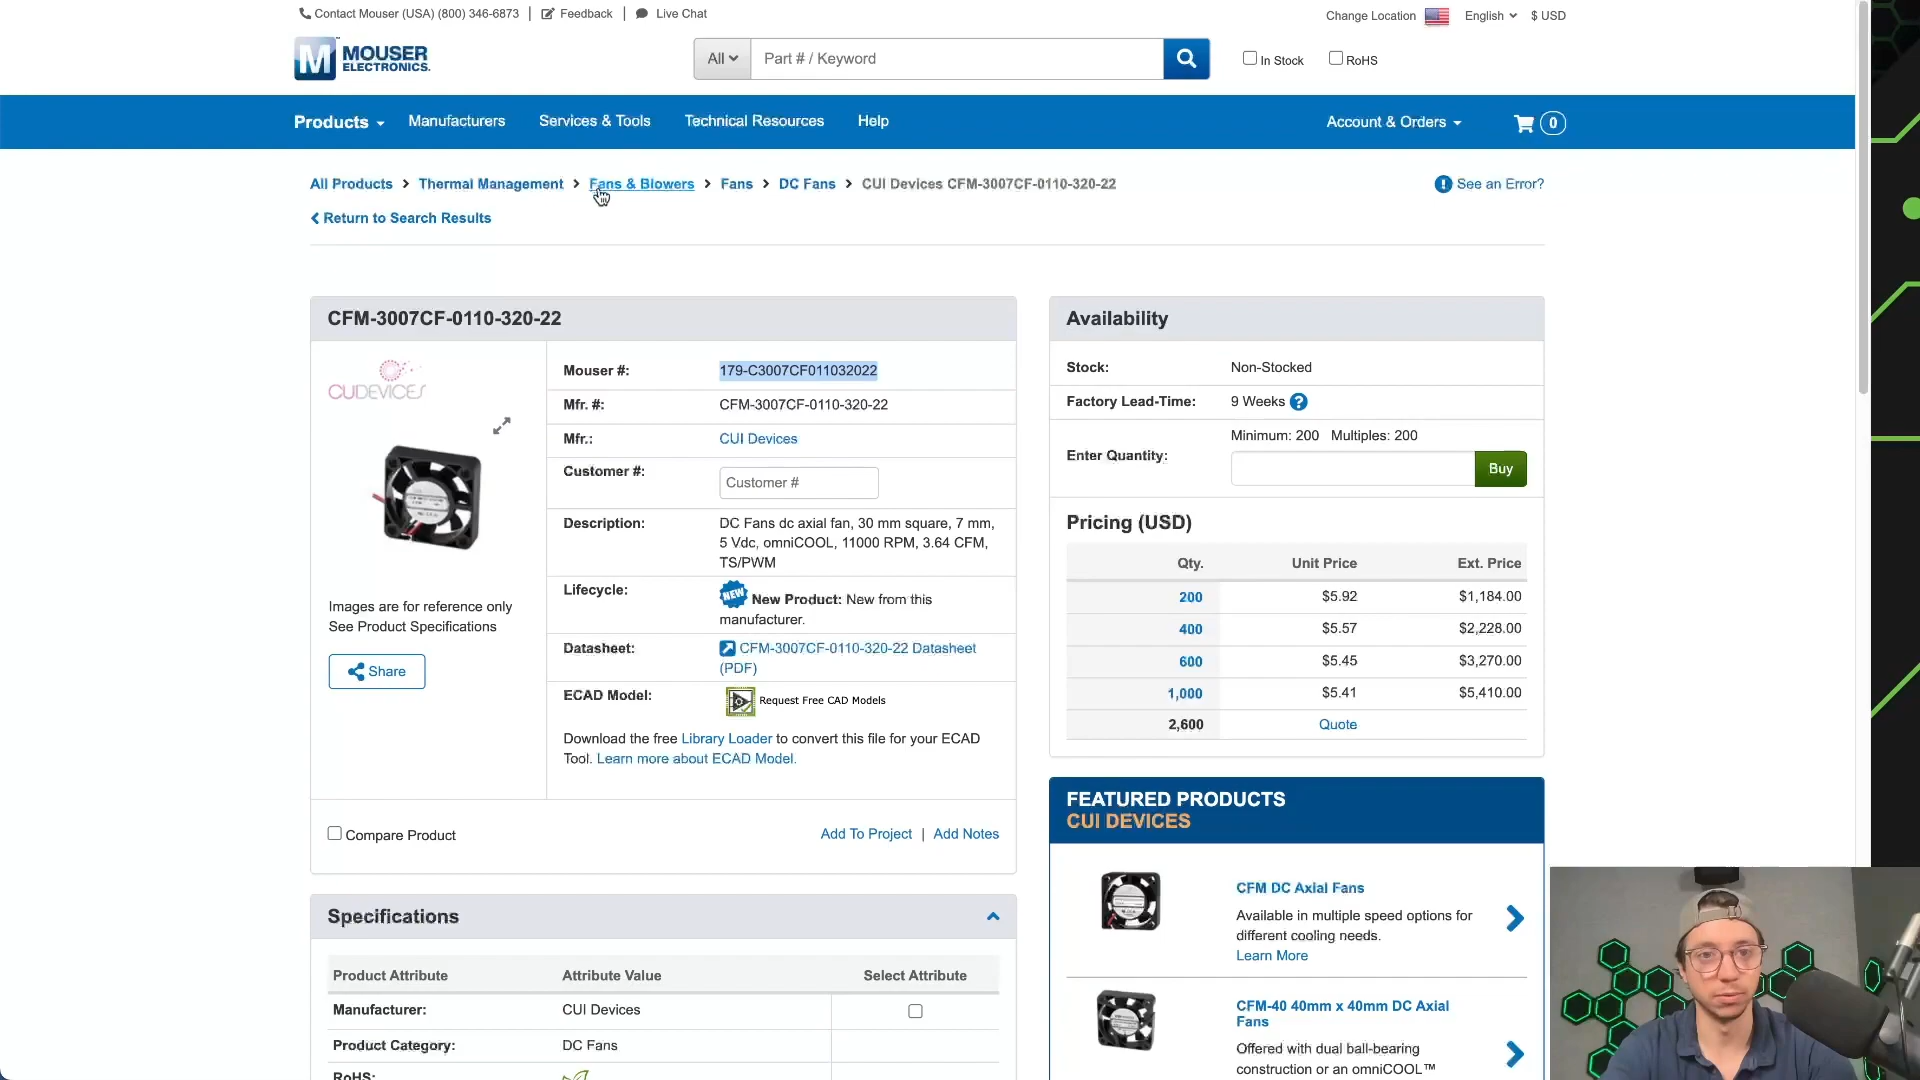 Contact Mouser (USA) (800) 346-6873 | Feedback | Live Chat
Change Location English $ USD
M MOUSER ELECTRONICS.
All Part # / Keyword
In Stock RoHS
Products Manufacturers Services & Tools Technical Resources Help
Account & Orders 0
All Products > Thermal Management > Fans & Blowers > Fans > DC Fans > CUI Devices CFM-3007CF-0110-320-22
See an Error?
Return to Search Results
CFM-3007CF-0110-320-22
CUIDEVICES
Images are for reference only
See Product Specifications
Share
Mouser #: 179-C3007CF011032022
Mfr. #: CFM-3007CF-0110-320-22
Mfr.: CUI Devices
Customer #: Customer #
Description: DC Fans dc axial fan, 30 mm square, 7 mm,
5 Vdc, omniCOOL, 11000 RPM, 3.64 CFM,
TS/PWM
Lifecycle: NEW New Product: New from this
manufacturer.
Datasheet: CFM-3007CF-0110-320-22 Datasheet
(PDF)
ECAD Model: Request Free CAD Models
Download the free Library Loader to convert this file for your ECAD
Tool. Learn more about ECAD Model.
Compare Product
Add To Project | Add Notes
Availability
Stock: Non-Stocked
Factory Lead-Time: 9 Weeks ?
Minimum: 200 Multiples: 200
Enter Quantity:
Buy
Pricing (USD)
Qty. Unit Price Ext. Price
200 $5.92 $1,184.00
400 $5.57 $2,228.00
600 $5.45 $3,270.00
1,000 $5.41 $5,410.00
2,600 Quote
FEATURED PRODUCTS
CUI DEVICES
CFM DC Axial Fans
Available in multiple speed options for
different cooling needs.
Learn More
CFM-40 40mm x 40mm DC Axial
Fans
Offered with dual ball-bearing
construction or an omniCOOL™
Specifications
Product Attribute Attribute Value Select Attribute
Manufacturer: CUI Devices
Product Category: DC Fans
RoHS: